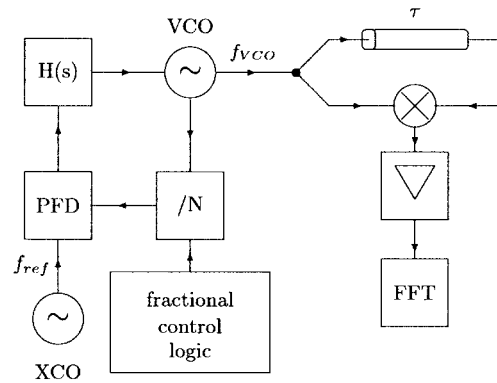 τ
VCO
f_VCO
H(s)
~
PFD
/N
f_ref
~
XCO
fractional
control
logic
FFT